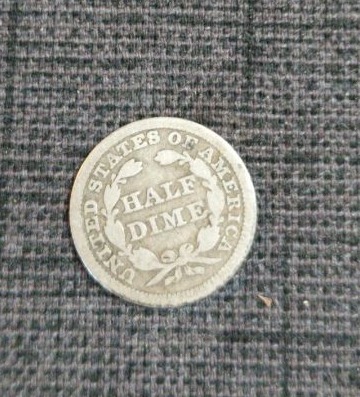 UNITED STATES OF AMERICA
HALF
DIME